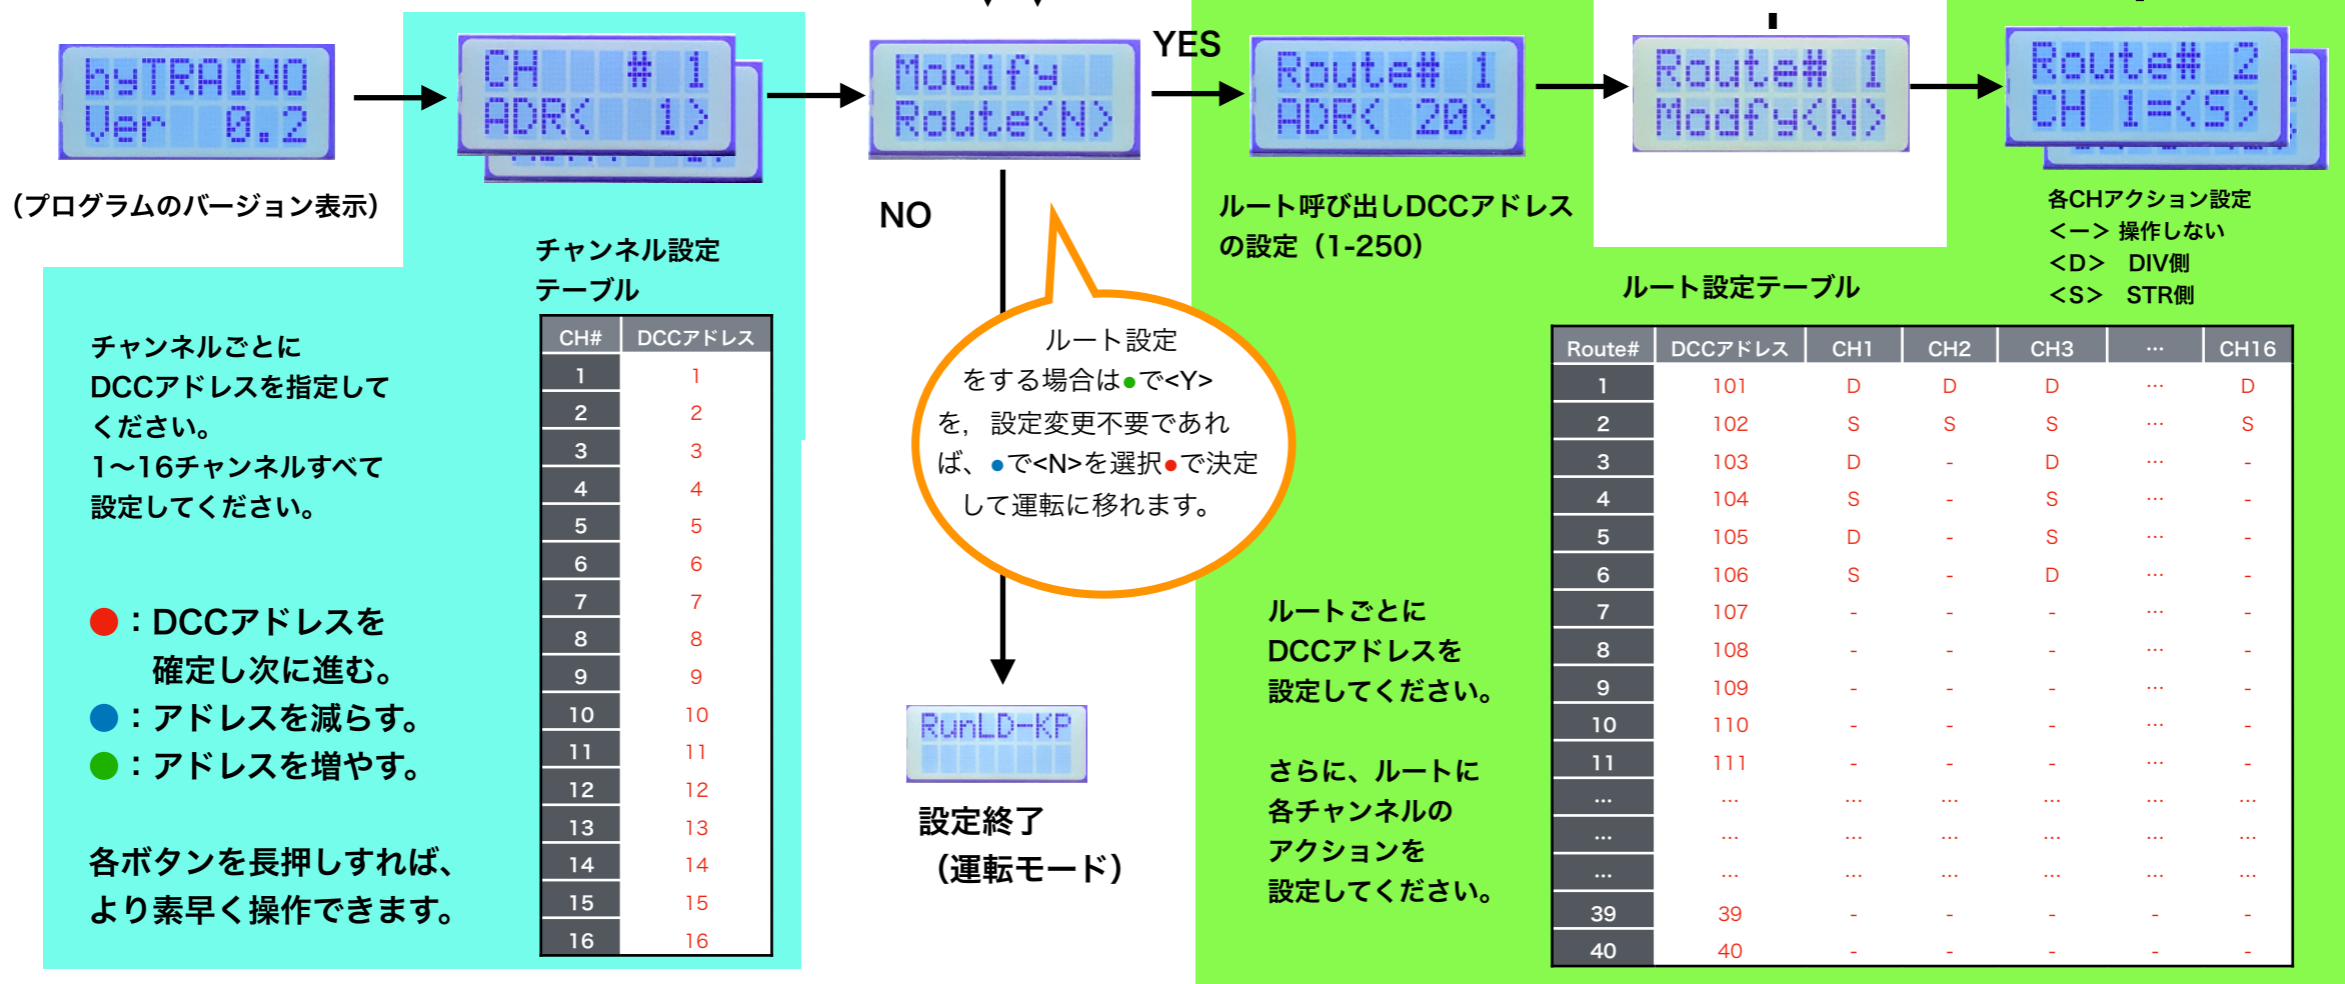 byTRAINO
Ver 0.2
(プログラムのバージョン表示)
CH # 1
ADR< 1>
Modify
Route<N>
YES
NO
Route# 1
ADR< 20>
Route# 1
Modfy<N>
Route# 2
CH 1=<S>
チャンネルごとに
DCCアドレスを指定して
ください。
1〜16チャンネルすべて
設定してください。
●：DCCアドレスを
確定し次に進む。
●：アドレスを減らす。
●：アドレスを増やす。
各ボタンを長押しすれば、
より素早く操作できます。
チャンネル設定
テーブル
CH# DCCアドレス
1 1
2 2
3 3
4 4
5 5
6 6
7 7
8 8
9 9
10 10
11 11
12 12
13 13
14 14
15 15
16 16
ルート設定
をする場合は●で<Y>
を，設定変更不要であれ
ば、●で<N>を選択●で決定
して運転に移れます。
RunLD-KP
設定終了
（運転モード）
ルート呼び出しDCCアドレス
の設定（1-250）
各CHアクション設定
＜ー＞ 操作しない
＜D＞ DIV側
＜S＞ STR側
ルートごとに
DCCアドレスを
設定してください。
さらに、ルートに
各チャンネルの
アクションを
設定してください。
ルート設定テーブル
Route# DCCアドレス CH1 CH2 CH3 … CH16
1 101 D D D … D
2 102 S S S … S
3 103 D - D … -
4 104 S - S … -
5 105 D - S … -
6 106 S - D … -
7 107 - - - … -
8 108 - - - … -
9 109 - - - … -
10 110 - - - … -
11 111 - - - … -
… … … … … … …
… … … … … … …
… … … … … … …
39 39 - - - - -
40 40 - - - - -